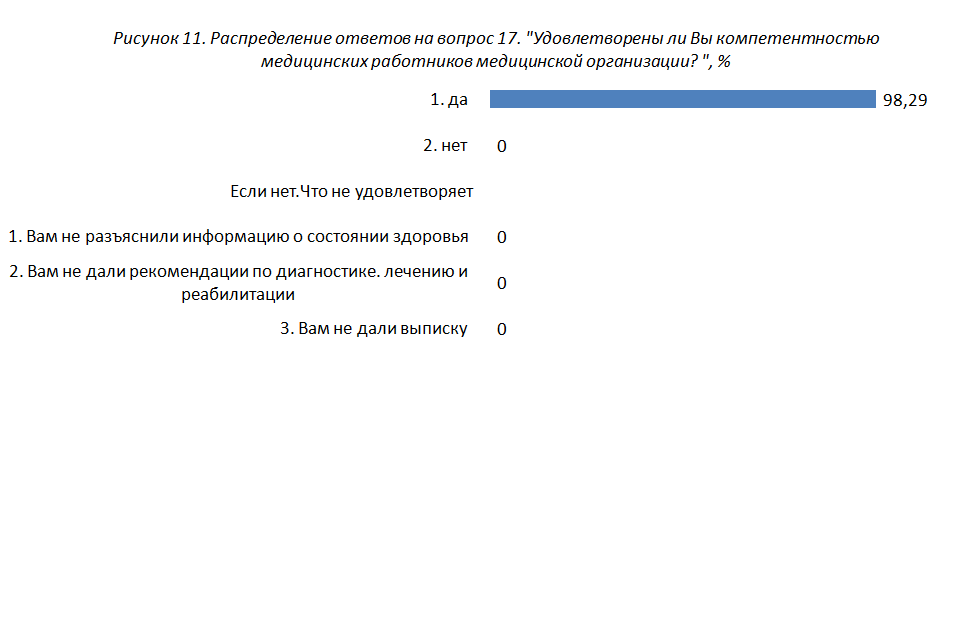 Рисунок 11. Распределение ответов на вопрос 17. "Удовлетворены ли Вы компетентностью
медицинских работников медицинской организации? ", %
1. да
98,29
2. нет
0
Если нет.Что не удовлетворяет
1. Вам не разъяснили информацию о состоянии здоровья
0
2. Вам не дали рекомендации по диагностике. лечению и
реабилитации
0
3. Вам не дали выписку
0